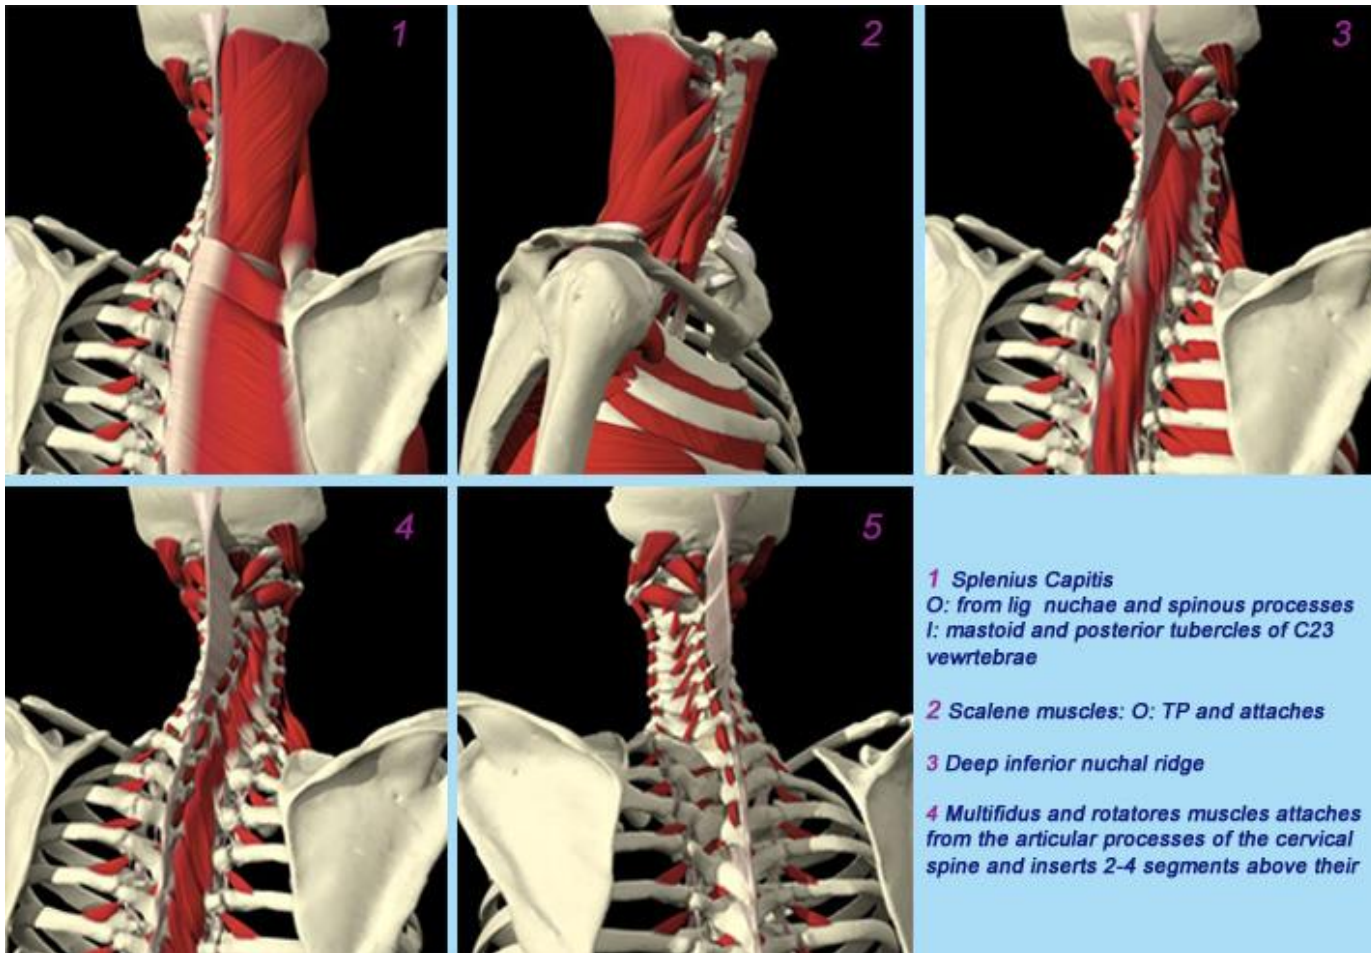 1
2
3
4
5
1 Splenius Capitis
O: from lig nuchae and spinous processes
I: mastoid and posterior tubercles of C23
vewrtebrae
2 Scalene muscles: O: TP and attaches
3 Deep inferior nuchal ridge
4 Multifidus and rotatores muscles attaches
from the articular processes of the cervical
spine and inserts 2-4 segments above their